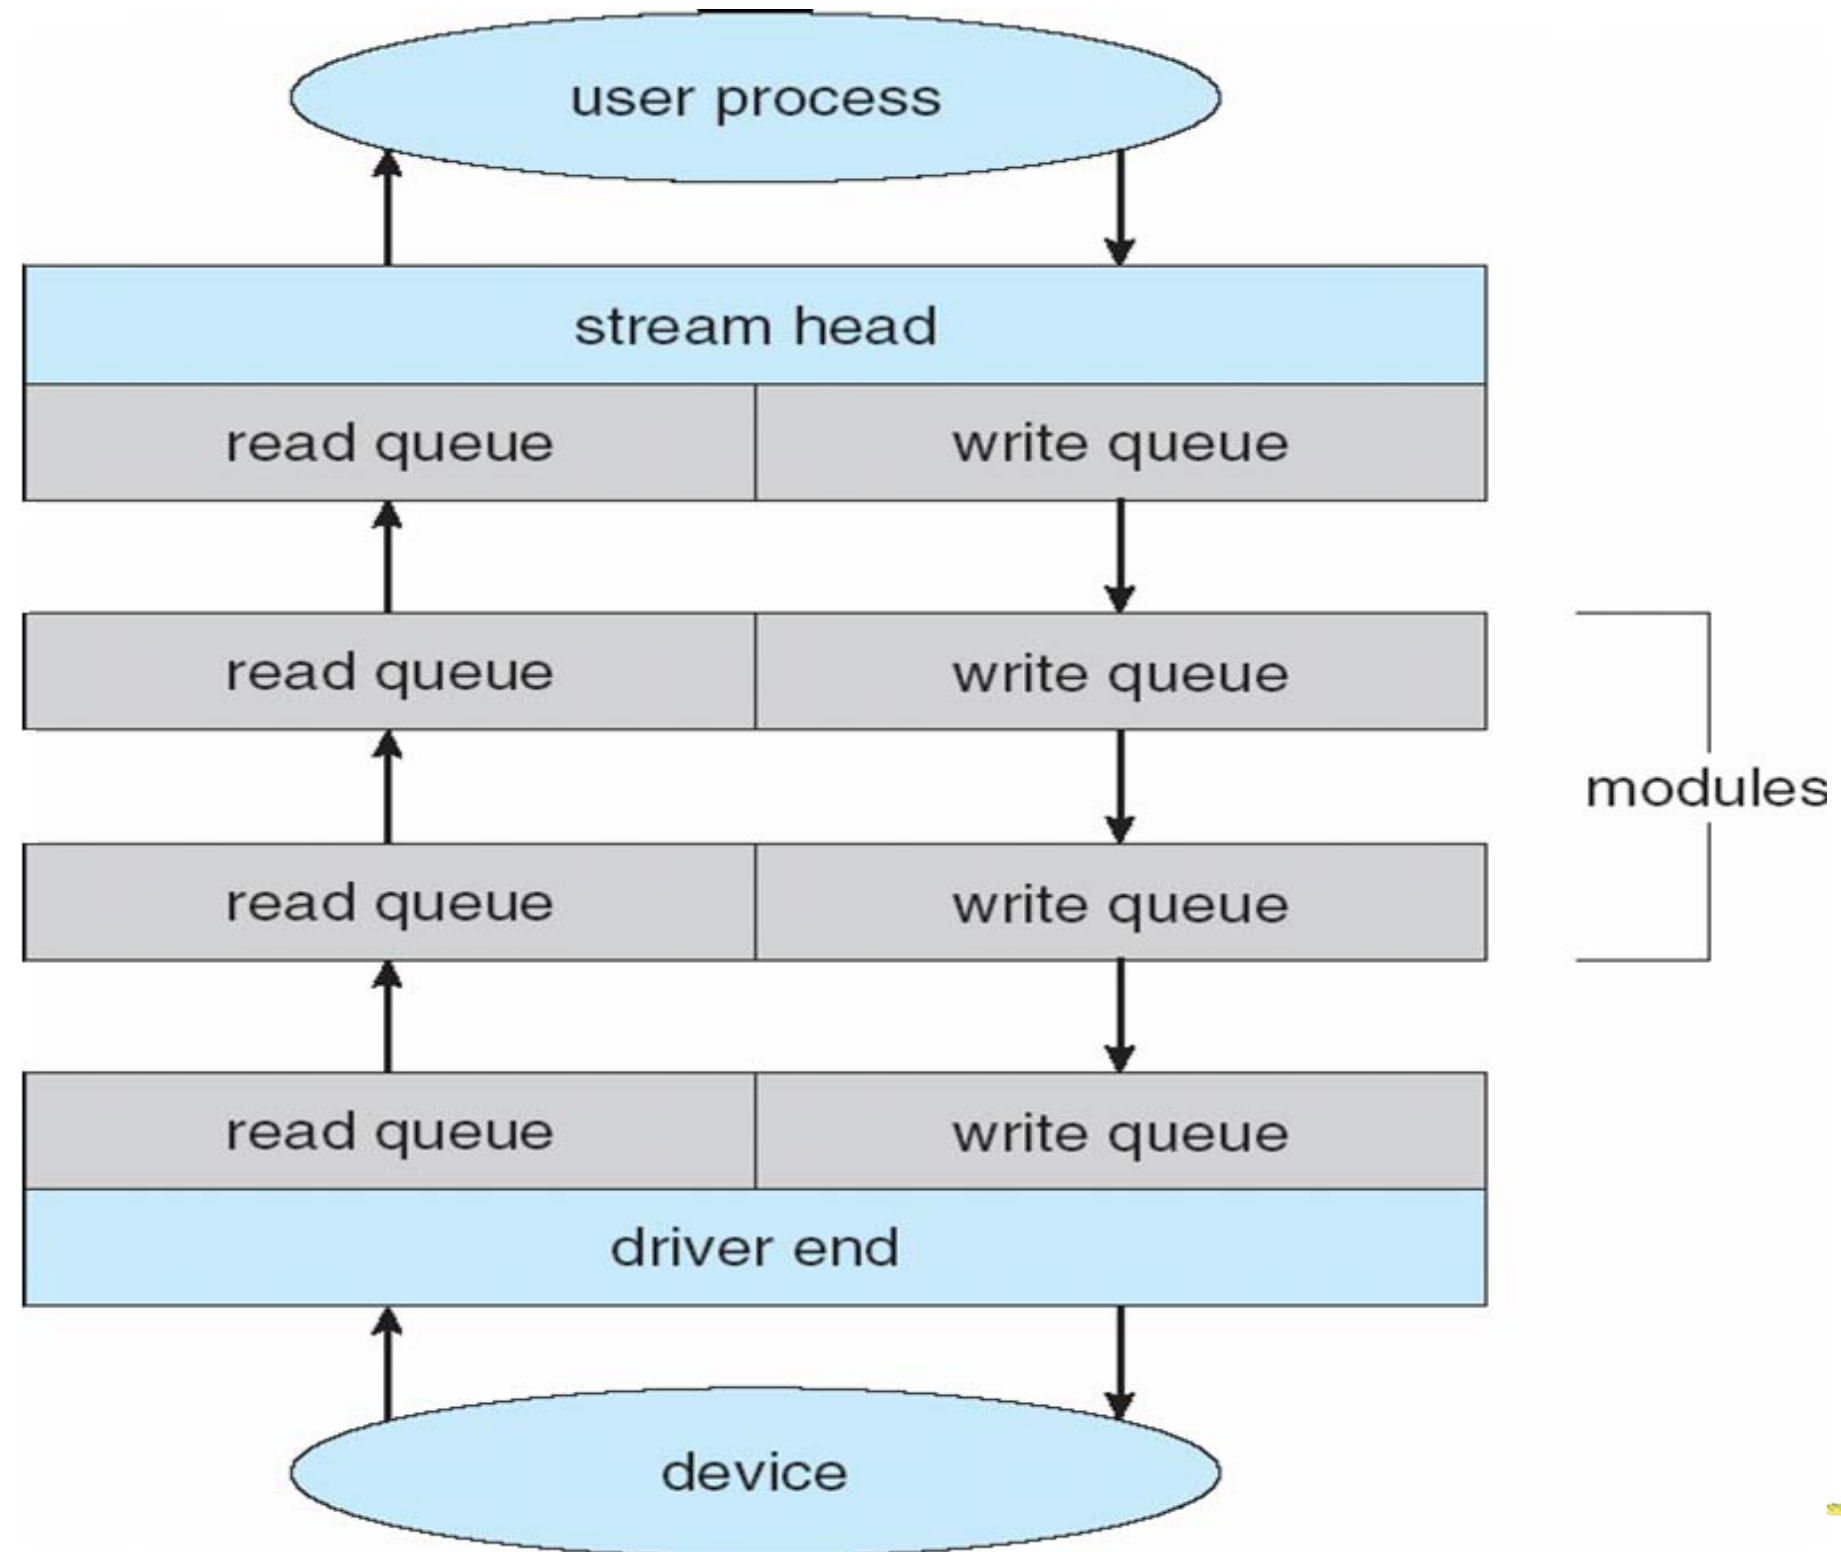 user process
stream head
read queue
write queue
read queue
write queue
modules
read queue
write queue
read queue
write queue
driver end
device